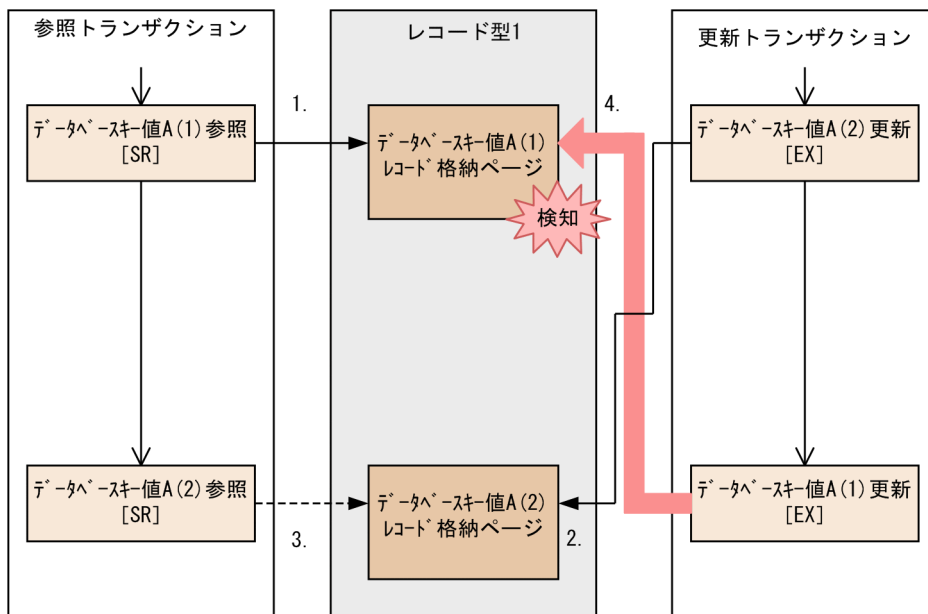 参照トランザクション
レコード型1
更新トランザクション
1.
4.
データベースキー値A(1)参照
[SR]
データベースキー値A(1)
レコード格納ページ
データベースキー値A(2)更新
[EX]
検知
データベースキー値A(2)参照
[SR]
データベースキー値A(2)
レコード格納ページ
データベースキー値A(1)更新
[EX]
3.
2.